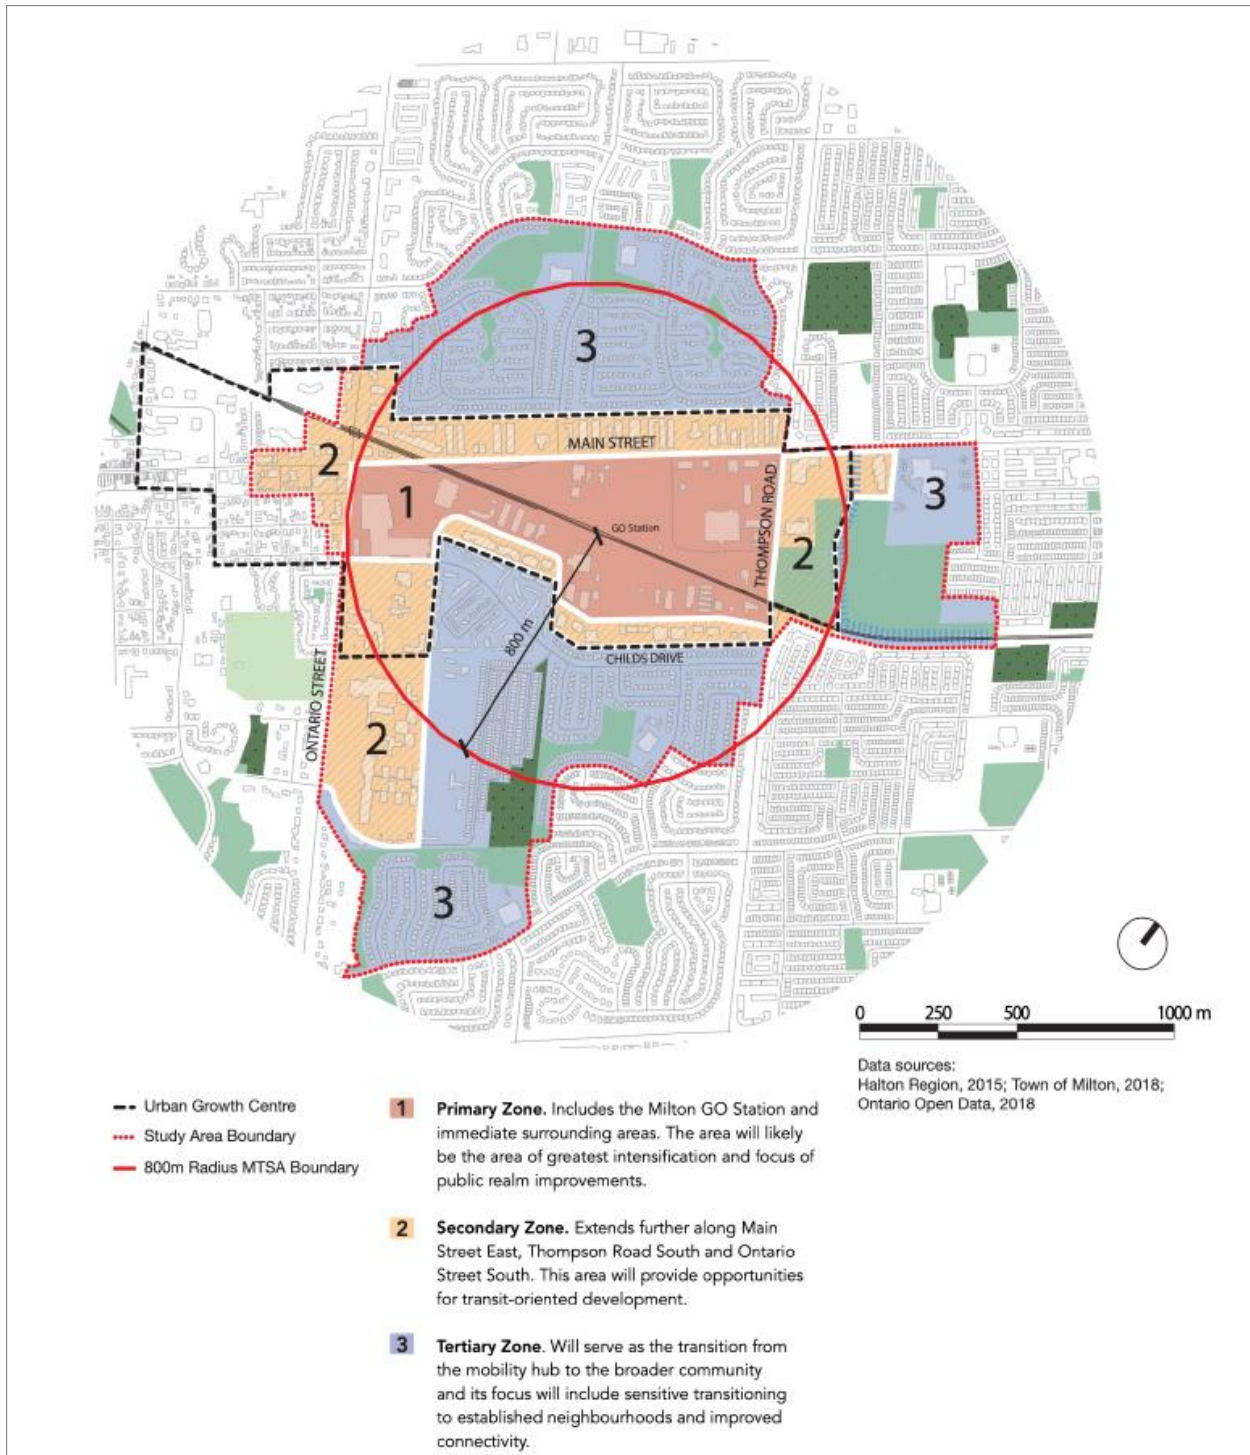 3
MAIN STREET
2
1
3
THOMPSON ROAD
GO Station
2
800 m
CHILDS DRIVE
ONTARIO STREET
2
3
0 250 500 1000 m
Data sources:
Halton Region, 2015; Town of Milton, 2018;
Ontario Open Data, 2018
Urban Growth Centre
Study Area Boundary
800m Radius MTSA Boundary
1 Primary Zone. Includes the Milton GO Station and
immediate surrounding areas. The area will likely
be the area of greatest intensification and focus of
public realm improvements.
2 Secondary Zone. Extends further along Main
Street East, Thompson Road South and Ontario
Street South. This area will provide opportunities
for transit-oriented development.
3 Tertiary Zone. Will serve as the transition from
the mobility hub to the broader community
and its focus will include sensitive transitioning
to established neighbourhoods and improved
connectivity.